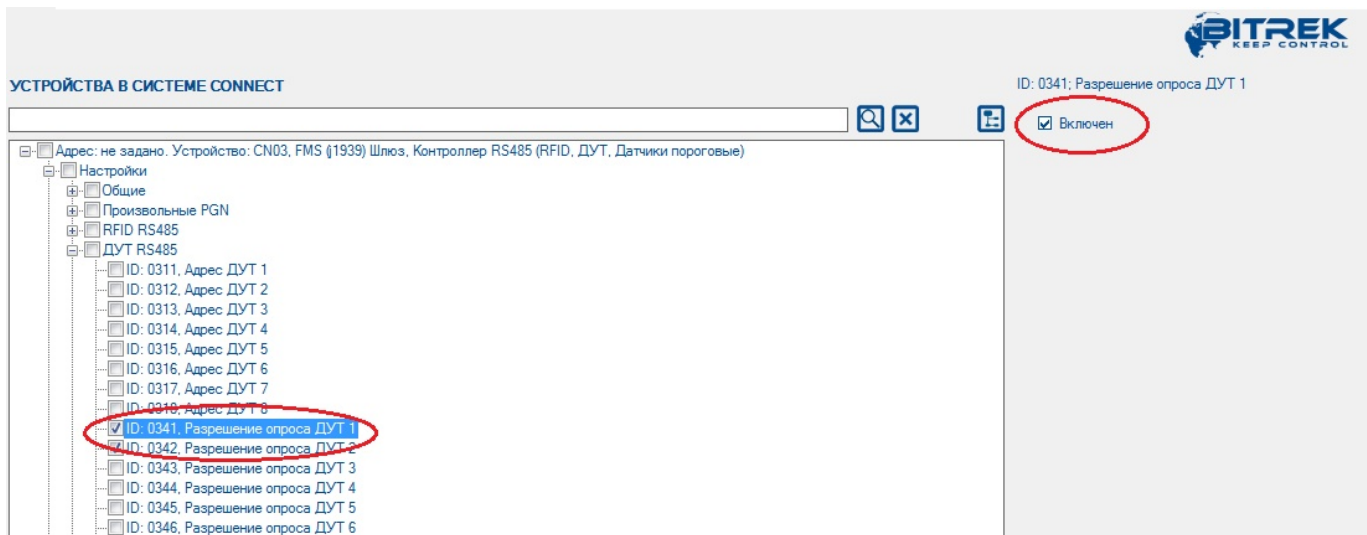 BITREK
KEEP CONTROL
УСТРОЙСТВА В СИСТЕМЕ CONNECT
ID: 0341; Разрешение опроса ДУТ 1
Включен
Адрес: не задано. Устройство: CN03, FMS (j1939) Шлюз, Контроллер RS485 (RFID, ДУТ, Датчики пороговые)
Настройки
Общие
Произвольные PGN
RFID RS485
ДУТ RS485
ID: 0311, Адрес ДУТ 1
ID: 0312, Адрес ДУТ 2
ID: 0313, Адрес ДУТ 3
ID: 0314, Адрес ДУТ 4
ID: 0315, Адрес ДУТ 5
ID: 0316, Адрес ДУТ 6
ID: 0317, Адрес ДУТ 7
ID: 0318, Адрес ДУТ 8
ID: 0341, Разрешение опроса ДУТ 1
ID: 0342, Разрешение опроса ДУТ 2
ID: 0343, Разрешение опроса ДУТ 3
ID: 0344, Разрешение опроса ДУТ 4
ID: 0345, Разрешение опроса ДУТ 5
ID: 0346, Разрешение опроса ДУТ 6